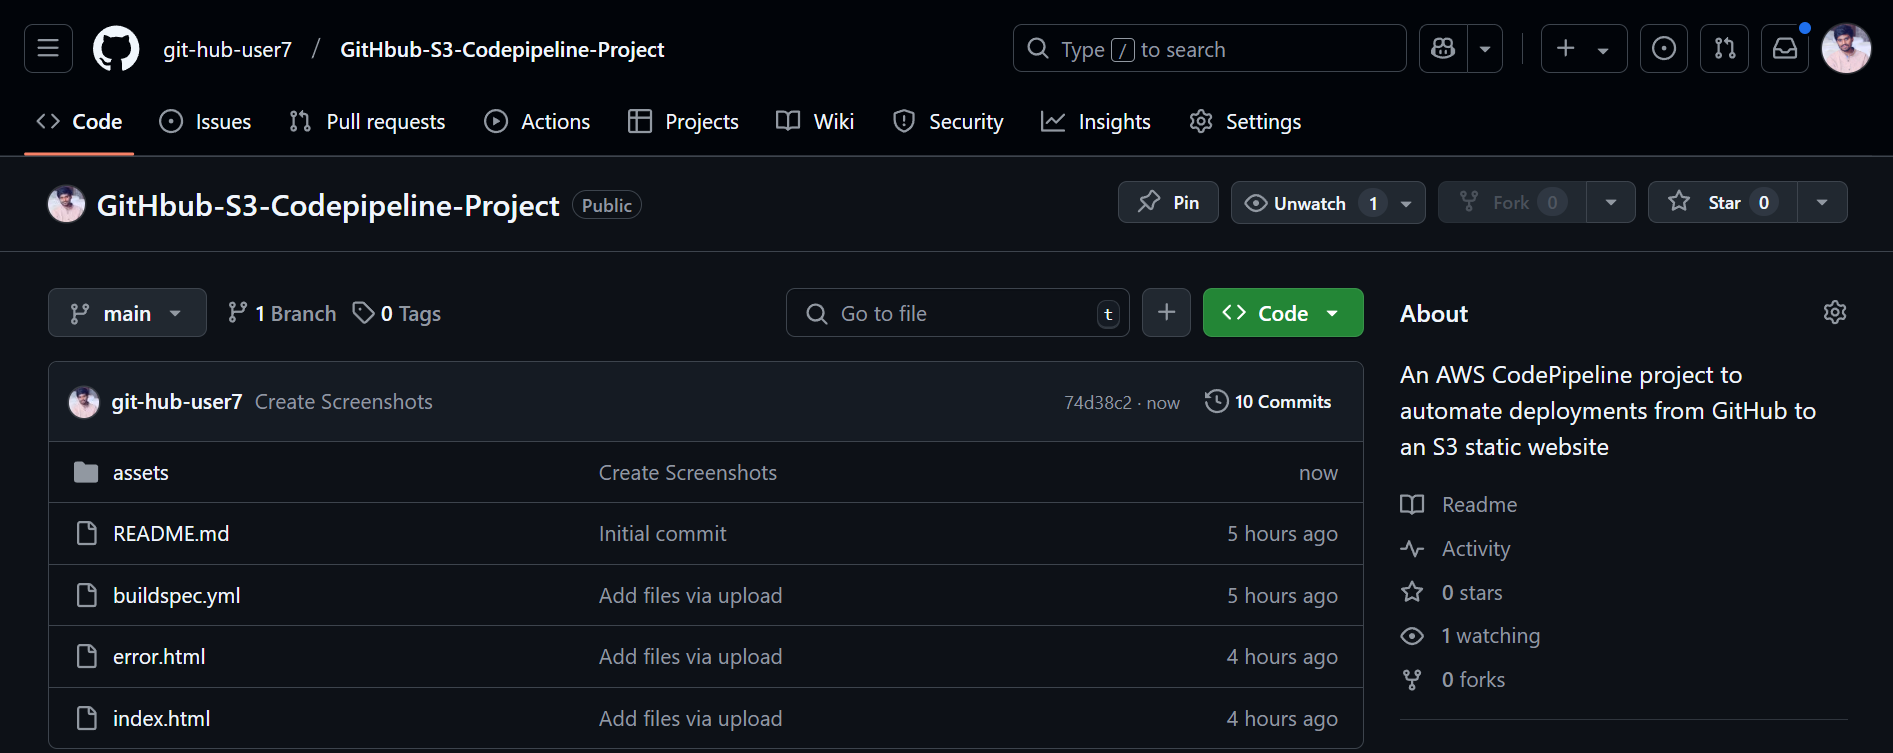 git-hub-user7 / GitHbub-S3-Codepipeline-Project Type / to search
Code Issues Pull requests Actions Projects Wiki Security Insights Settings
GitHbub-S3-Codepipeline-Project Public Pin Unwatch 1 Fork 0 Star 0
main 1 Branch 0 Tags Go to file t Code
git-hub-user7 Create Screenshots 74d38c2 · now 10 Commits
assets Create Screenshots now
README.md Initial commit 5 hours ago
buildspec.yml Add files via upload 5 hours ago
error.html Add files via upload 4 hours ago
index.html Add files via upload 4 hours ago
About
An AWS CodePipeline project to
automate deployments from GitHub to
an S3 static website
Readme
Activity
0 stars
1 watching
0 forks